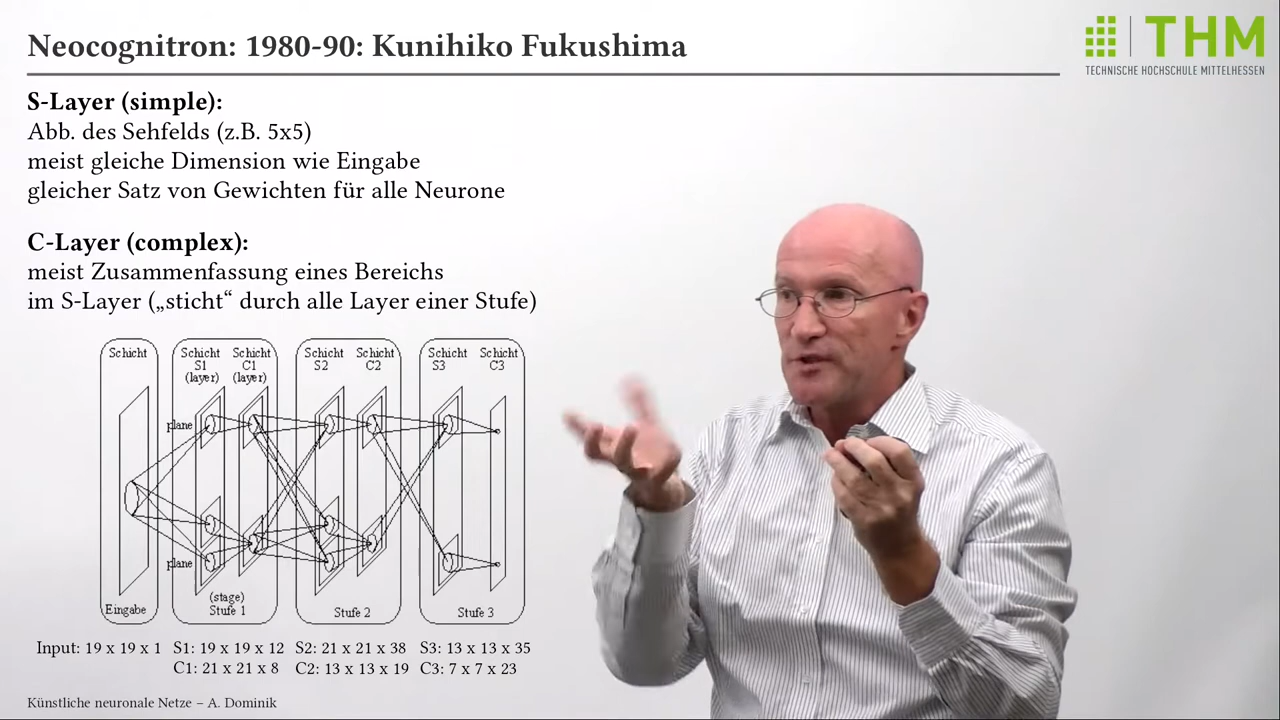 Neocognitron: 1980-90: Kunihiko Fukushima
THM
TECHNISCHE HOCHSCHULE MITTELHESSEN
S-Layer (simple):
Abb. des Sehfelds (z.B. 5x5)
meist gleiche Dimension wie Eingabe
gleicher Satz von Gewichten für alle Neurone
C-Layer (complex):
meist Zusammenfassung eines Bereichs
im S-Layer („sticht“ durch alle Layer einer Stufe)
Schicht Schicht Schicht Schicht Schicht Schicht Schicht
S1 C1 S2 C2 S3 C3
(layer) (layer)
plane
plane
(stage)
Eingabe Stufe 1 Stufe 2 Stufe 3
Input: 19 x 19 x 1 S1: 19 x 19 x 12 S2: 21 x 21 x 38 S3: 13 x 13 x 35
C1: 21 x 21 x 8 C2: 13 x 13 x 19 C3: 7 x 7 x 23
Künstliche neuronale Netze – A. Dominik